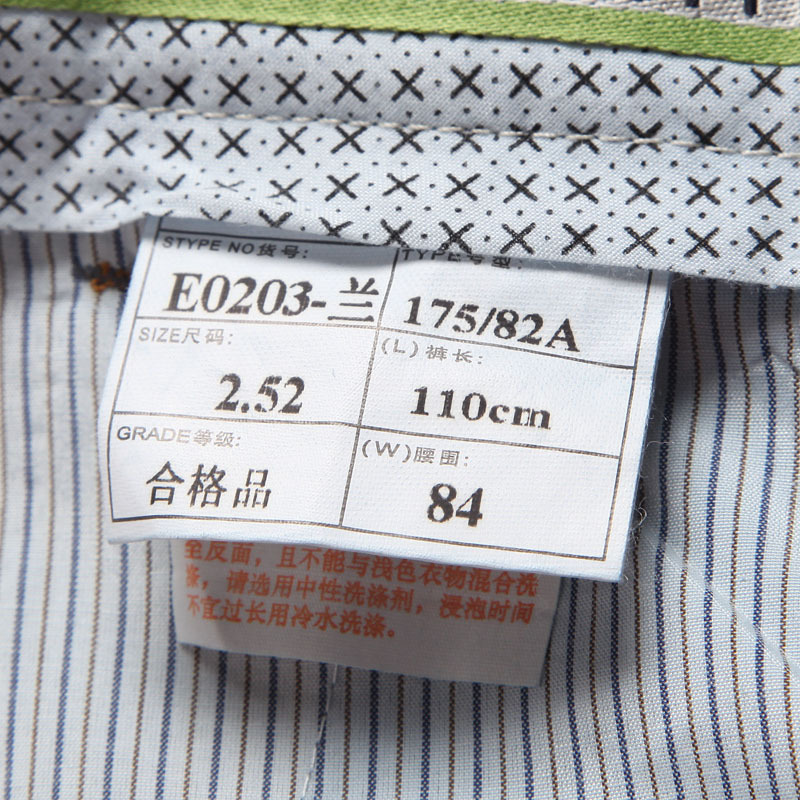 STYPE NO货号: TYPE号型:
E0203-兰 175/82A
SIZE尺码: (L) 裤长:
2.52 110cm
GRADE等级: (W)腰围:
合格品 84
至反面，且不能与浅色衣物混合洗
涤，请选用中性洗涤剂，浸泡时间
不宜过长用冷水洗涤。